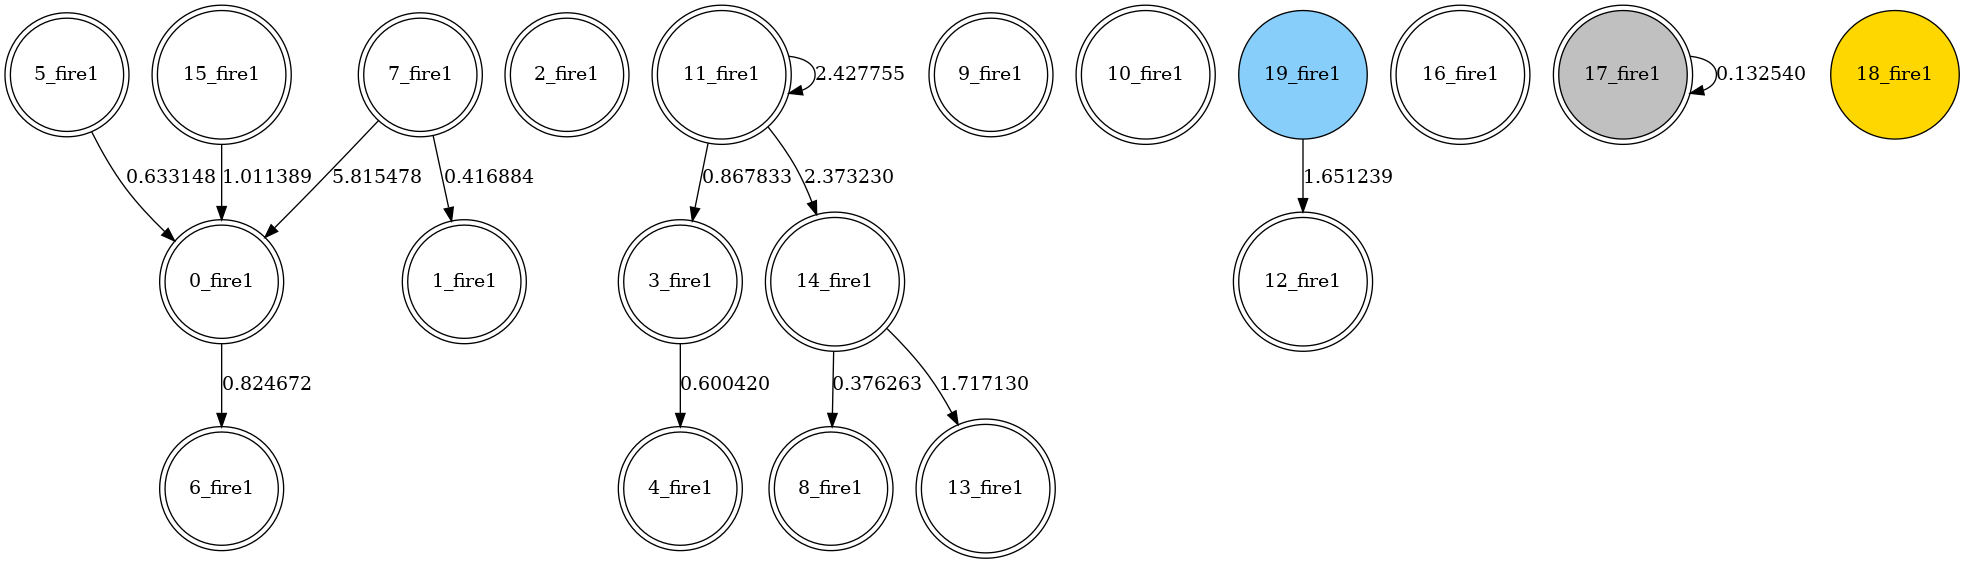 5_fire1
15_fire1
7_fire1
2_fire1
11_fire1
2.427755
9_fire1
10_fire1
19_fire1
16_fire1
17_fire1
0.132540
18_fire1
0.633148
1.011389
5.815478
0.416884
0.867833
2.373230
1.651239
0_fire1
1_fire1
3_fire1
14_fire1
12_fire1
0.824672
0.600420
0.376263
1.717130
6_fire1
4_fire1
8_fire1
13_fire1